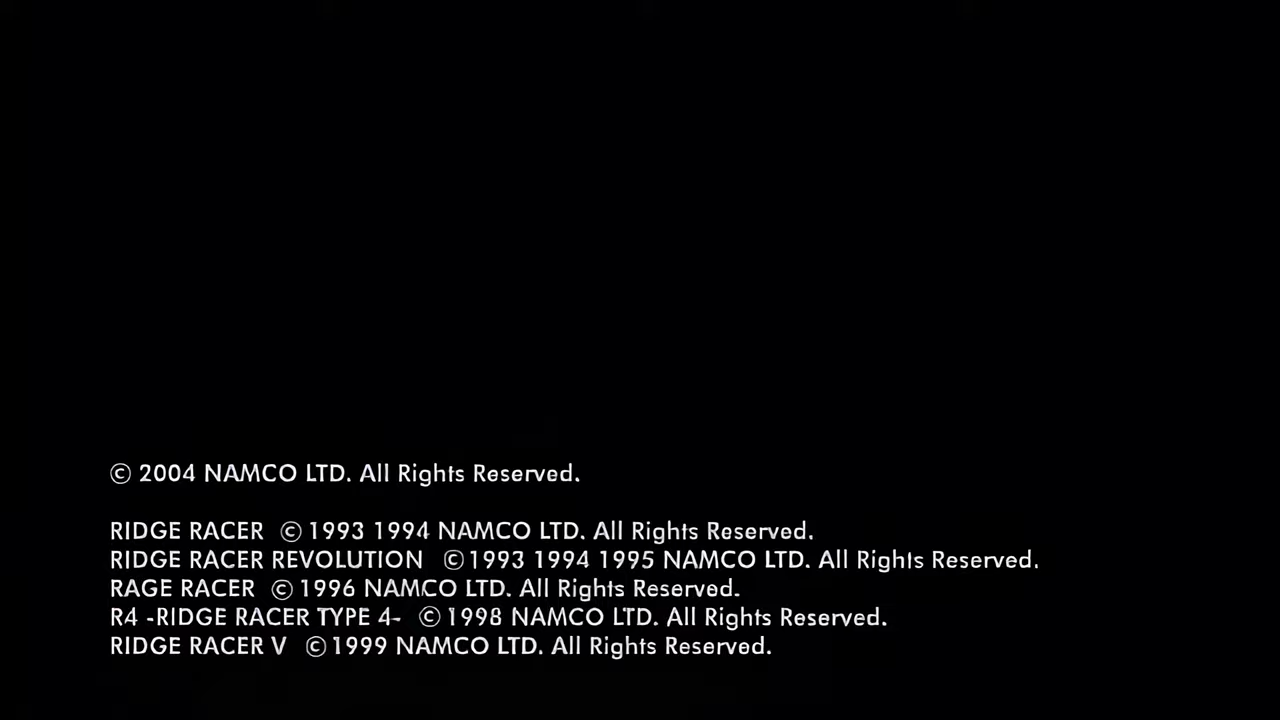 © 2004 NAMCO LTD. All Rights Reserved.
RIDGE RACER © 1993 1994 NAMCO LTD. All Rights Reserved.
RIDGE RACER REVOLUTION © 1993 1994 1995 NAMCO LTD. All Rights Reserved.
RAGE RACER © 1996 NAMCO LTD. All Rights Reserved.
R4 -RIDGE RACER TYPE 4- © 1998 NAMCO LTD. All Rights Reserved.
RIDGE RACER V © 1999 NAMCO LTD. All Rights Reserved.